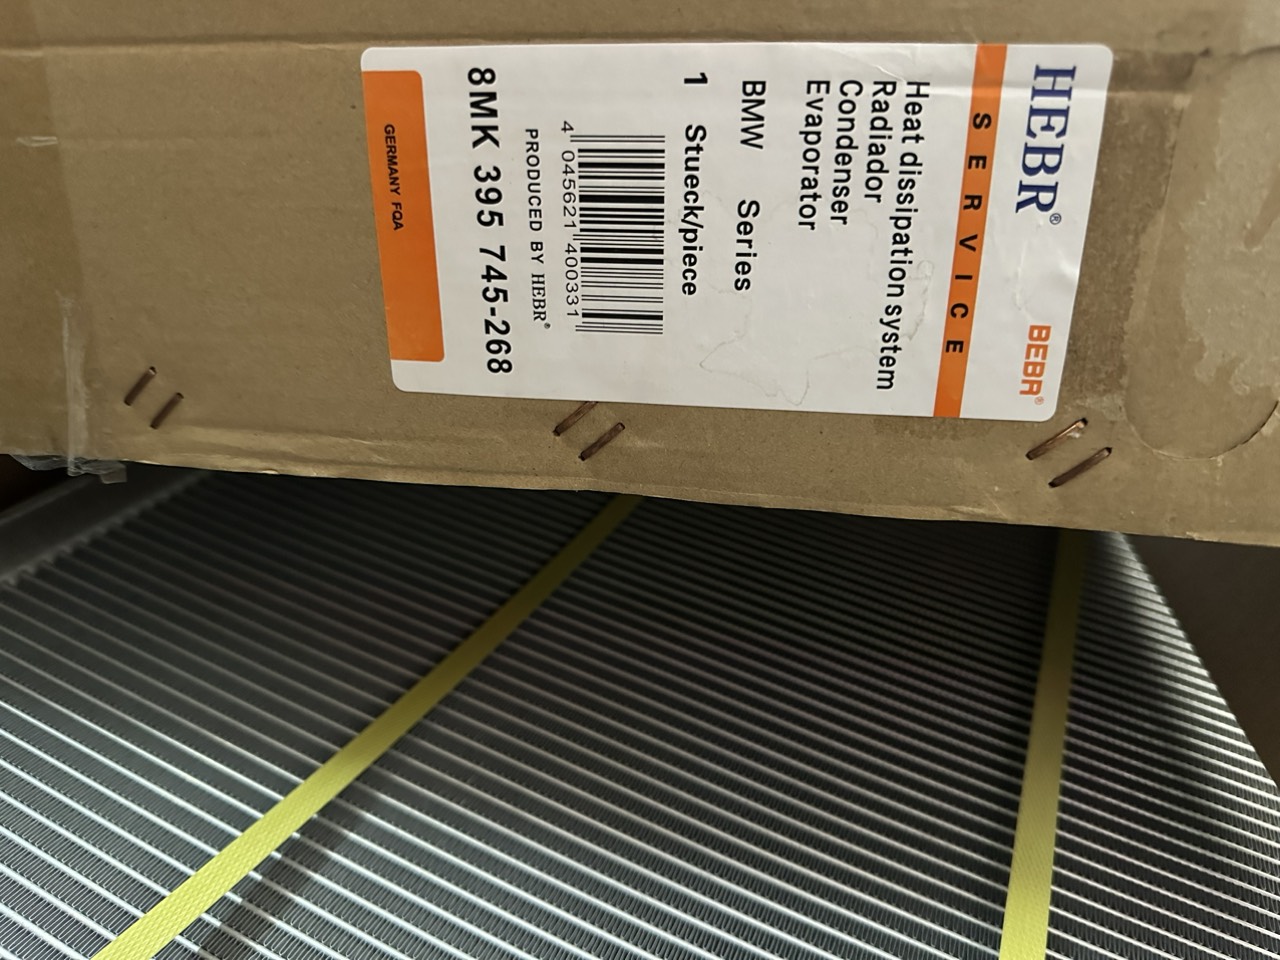 HEBR® BEBR®
SERVICE
Heat dissipation system
Radiador
Condenser
Evaporator
BMW Series
1 Stueck/piece
4 045621 400331
PRODUCED BY HEBR®
8MK 395 745-268
GERMANY FQA